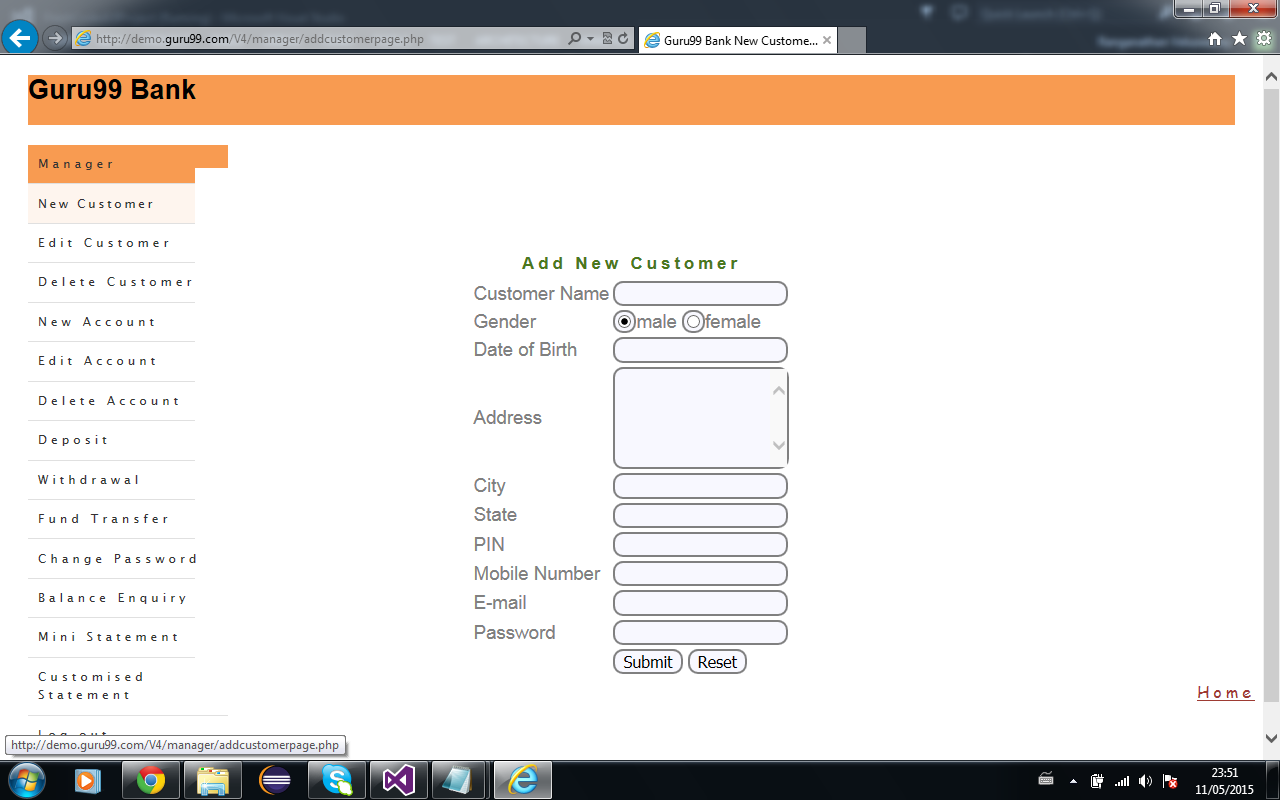 http://demo.guru99.com/V4/manager/addcustomerpage.php
Guru99 Bank New Custome...
Guru99 Bank
Manager
New Customer
Edit Customer
Delete Customer
New Account
Edit Account
Delete Account
Deposit
Withdrawal
Fund Transfer
Change Password
Balance Enquiry
Mini Statement
Customised
Statement
Log out
Add New Customer
Customer Name
Gender male female
Date of Birth
Address
City
State
PIN
Mobile Number
E-mail
Password
Submit Reset
Home
http://demo.guru99.com/V4/manager/addcustomerpage.php
23:51
11/05/2015